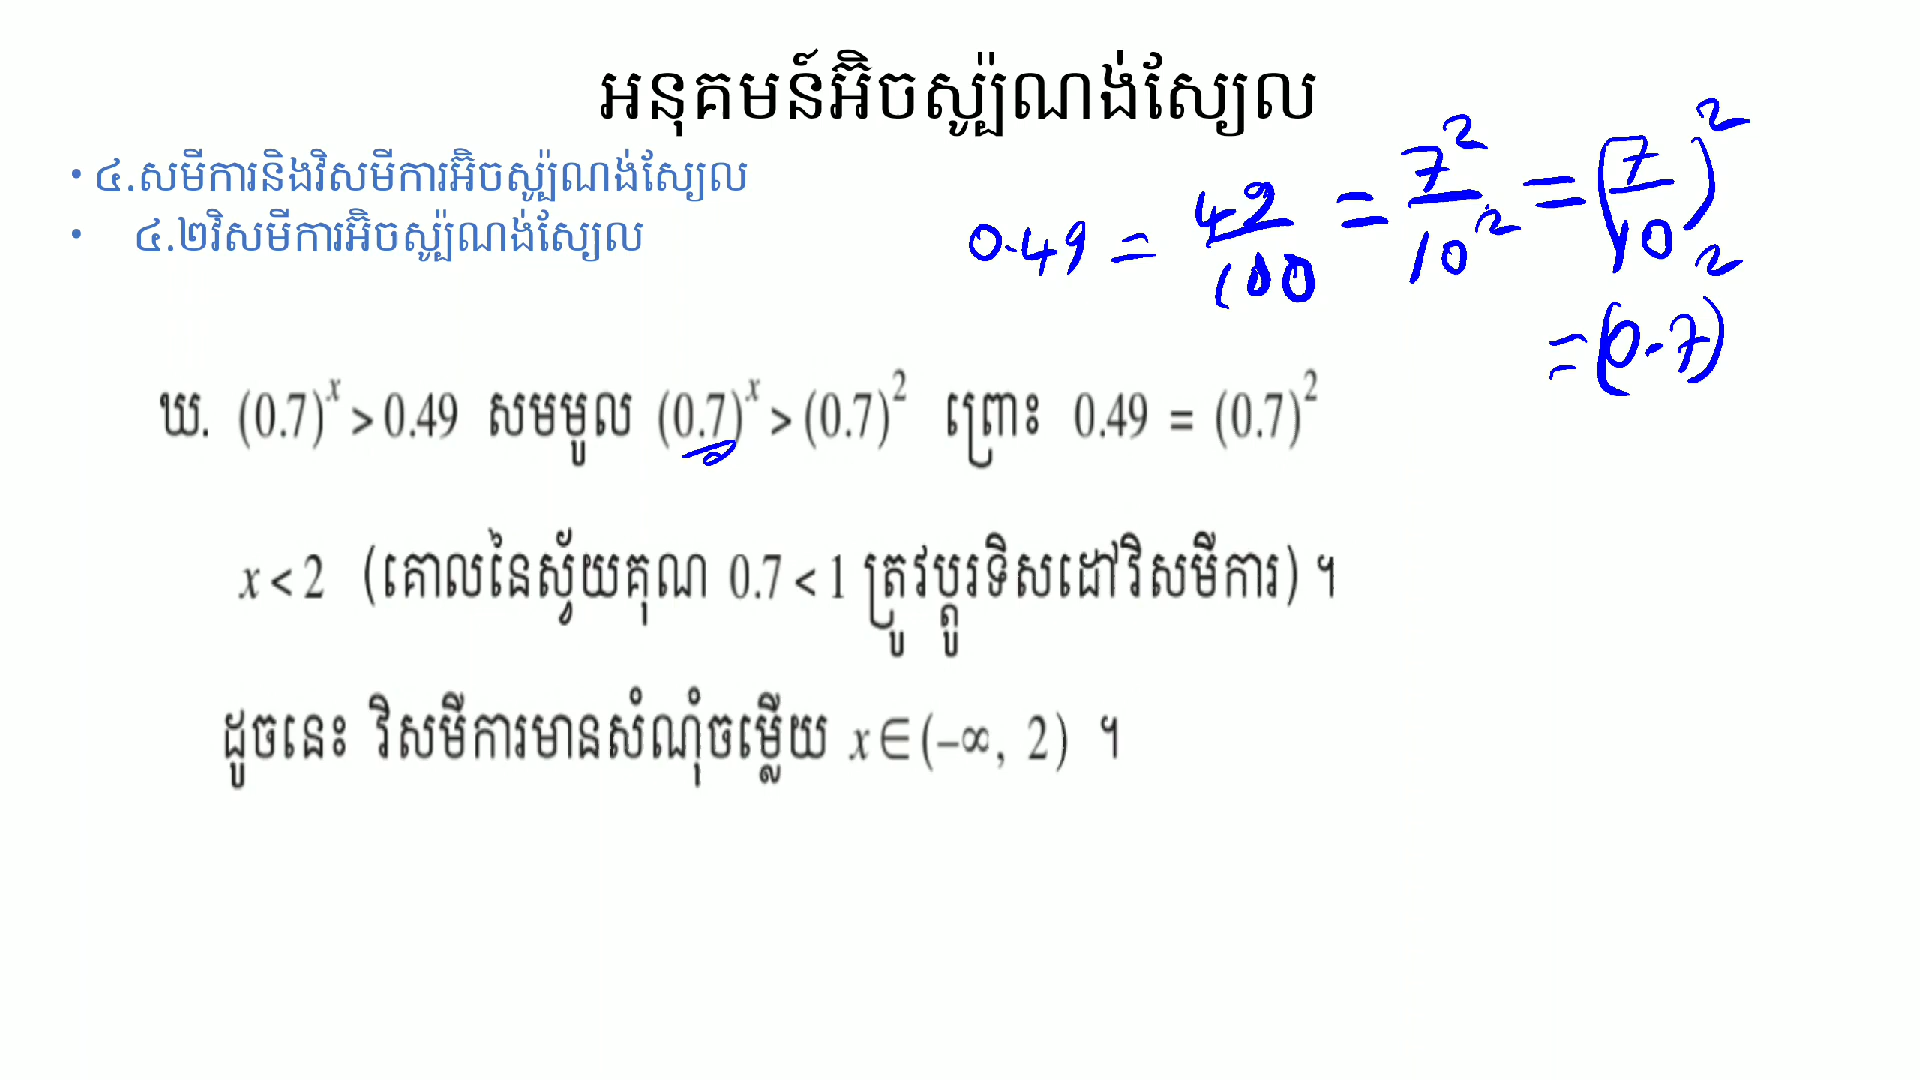 អនុគមន៍អ៊ិចស្ប៉ូណង់ស្យែល
• ៤.សមីការនិងវិសមីការអ៊ិចស្ប៉ូណង់ស្យែល
• ៤.២វិសមីការអ៊ិចស្ប៉ូណង់ស្យែល
0.49 = 49/100 = 7²/10² = (7/10)²
= (0.7)²
ឃ. (0.7)ˣ > 0.49 សមមូល (0.7)ˣ > (0.7)² ព្រោះ 0.49 = (0.7)²
x < 2 (គោលនៃស្វ័យគុណ 0.7 < 1 ត្រូវប្តូរទិសដៅវិសមីការ) ។
ដូចនេះ វិសមីការមានសំណុំចម្លើយ x ∈ (−∞, 2) ។